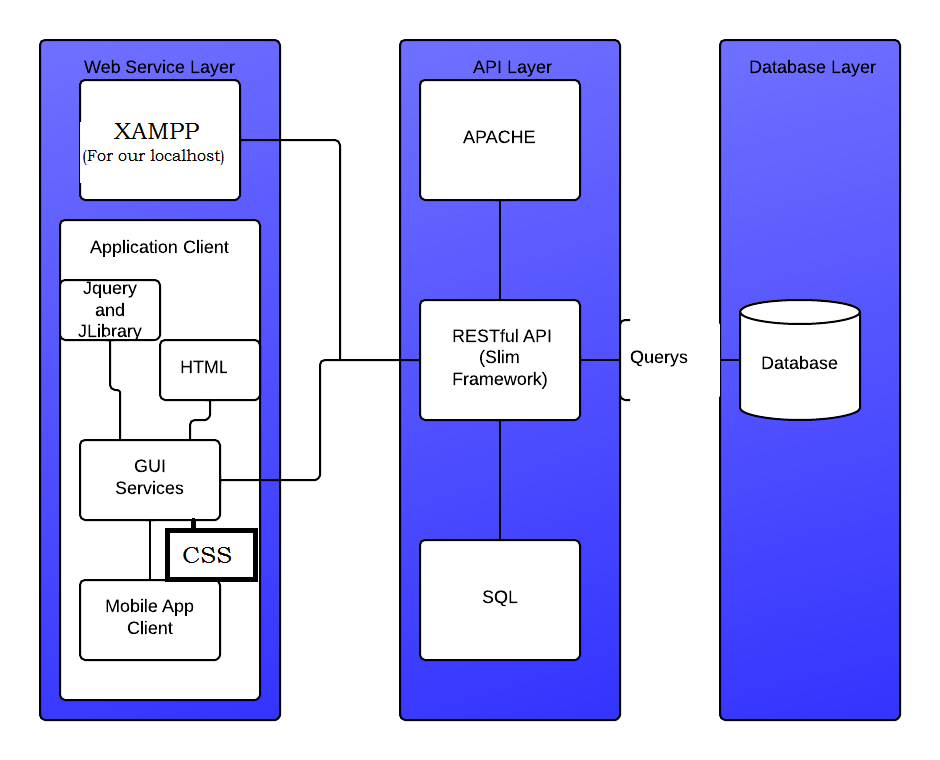 Web Service Layer
XAMPP
(For our localhost)
Application Client
Jquery
and
JLibrary
HTML
GUI
Services
CSS
Mobile App
Client
API Layer
APACHE
RESTful API
(Slim
Framework)
SQL
Querys
Database Layer
Database